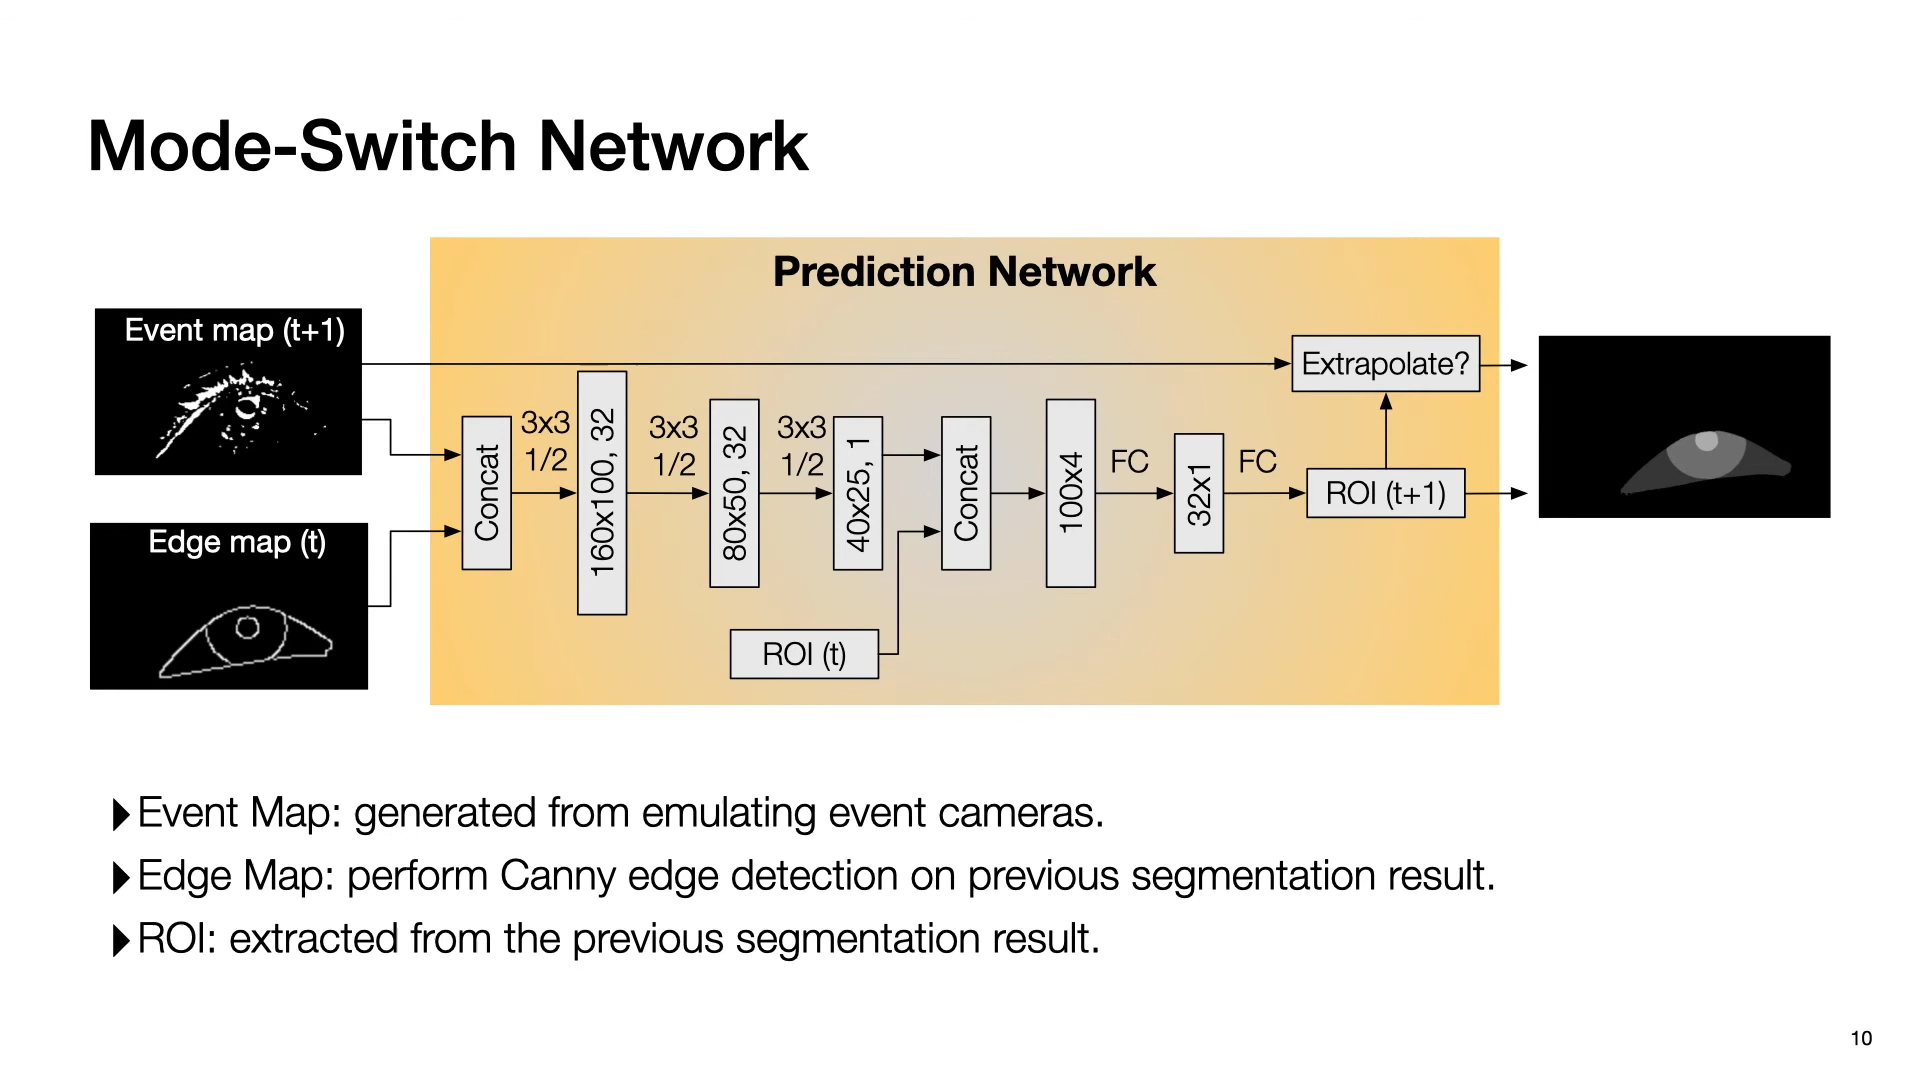 Mode-Switch Network
Prediction Network
Event map (t+1)
Edge map (t)
Concat
3x3
1/2
160x100, 32
3x3
1/2
80x50, 32
3x3
1/2
40x25, 1
ROI (t)
Concat
100x4
FC
32x1
FC
Extrapolate?
ROI (t+1)
Event Map: generated from emulating event cameras.
Edge Map: perform Canny edge detection on previous segmentation result.
ROI: extracted from the previous segmentation result.
10